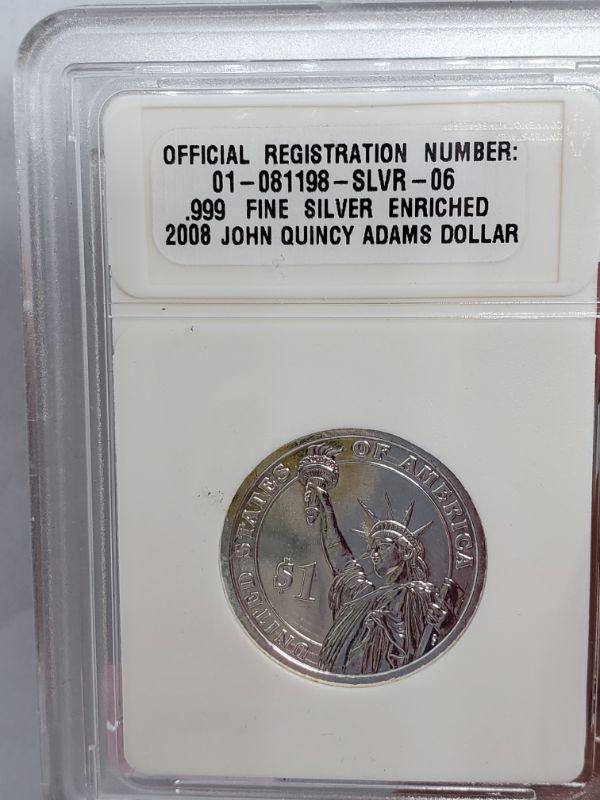 OFFICIAL REGISTRATION NUMBER:
01-081198-SLVR-06
.999 FINE SILVER ENRICHED
2008 JOHN QUINCY ADAMS DOLLAR
UNITED STATES OF AMERICA
$1